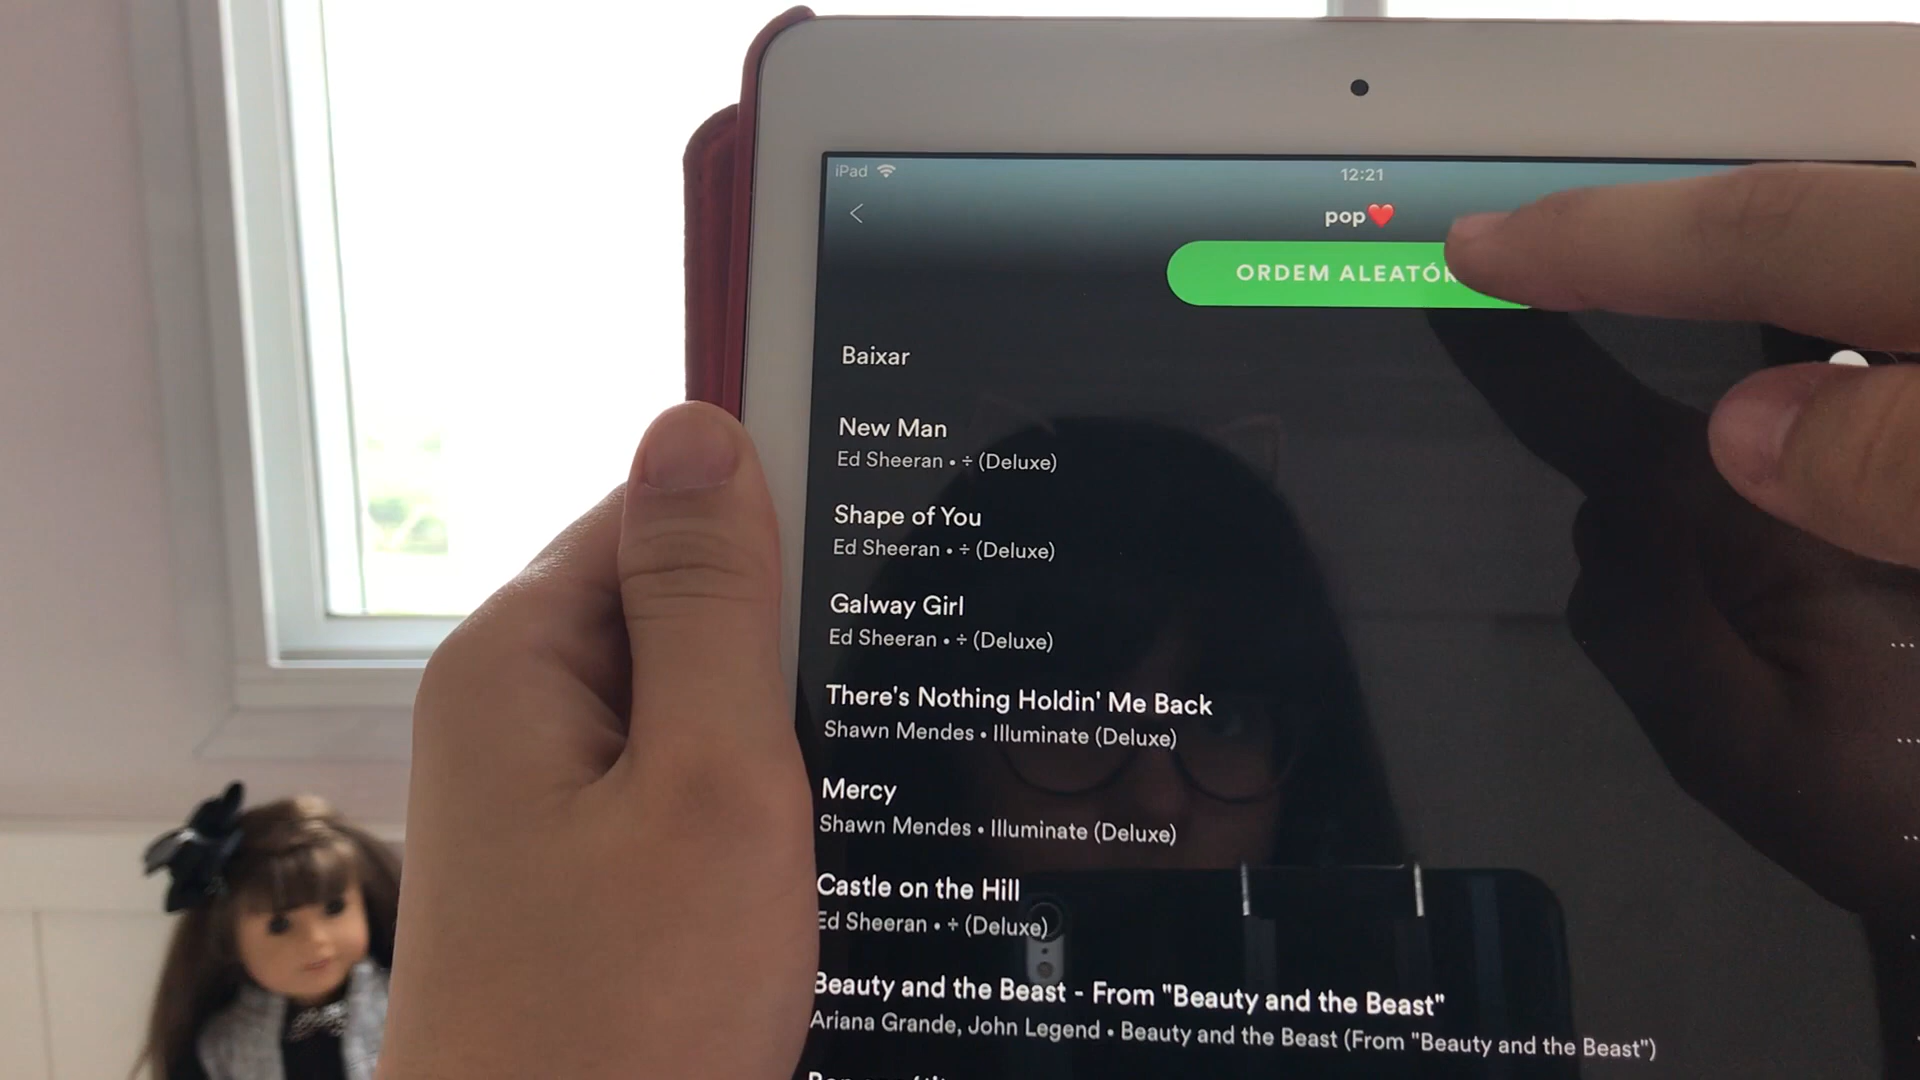 iPad
12:21
pop❤️
ORDEM ALEATÓR
Baixar
New Man
Ed Sheeran • ÷ (Deluxe)
Shape of You
Ed Sheeran • ÷ (Deluxe)
Galway Girl
Ed Sheeran • ÷ (Deluxe)
There's Nothing Holdin' Me Back
Shawn Mendes • Illuminate (Deluxe)
Mercy
Shawn Mendes • Illuminate (Deluxe)
Castle on the Hill
Ed Sheeran • ÷ (Deluxe)
Beauty and the Beast - From "Beauty and the Beast"
Ariana Grande, John Legend • Beauty and the Beast (From "Beauty and the Beast")